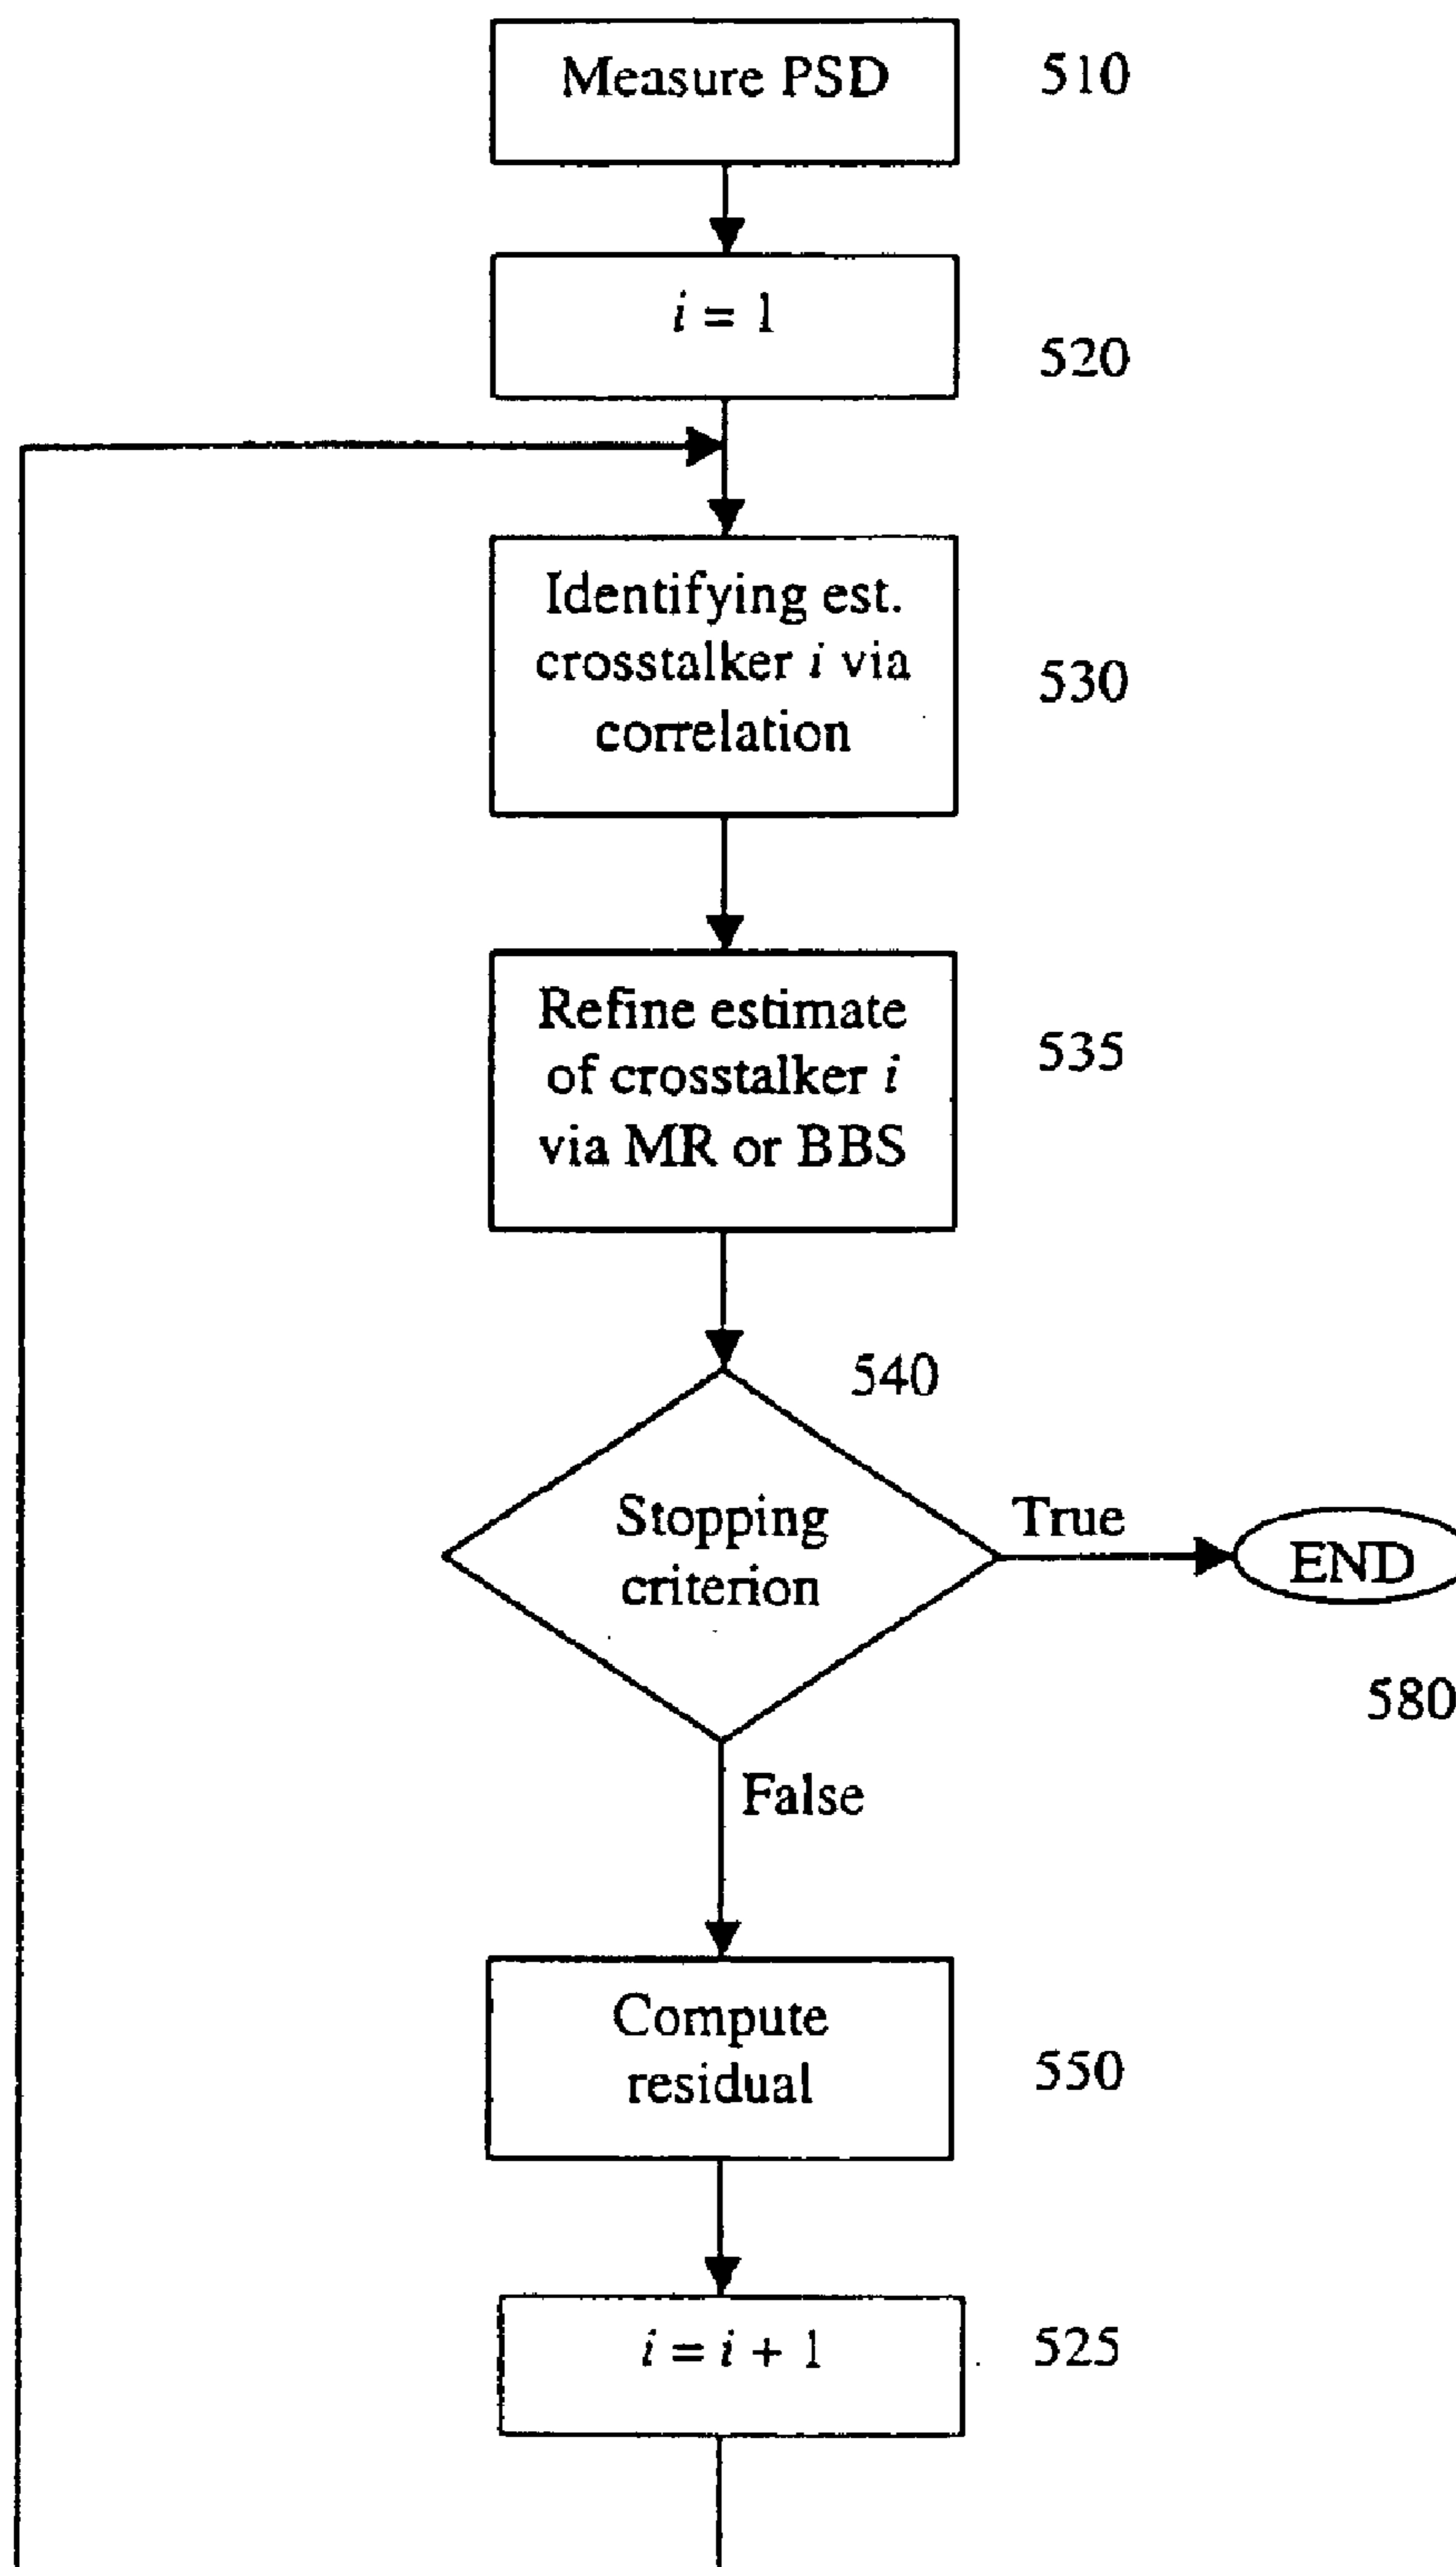 Measure PSD
510
i = 1
520
Identifying est.
crosstalker i via
correlation
530
Refine estimate
of crosstalker i
via MR or BBS
535
540
Stopping
criterion
True
END
580
False
Compute
residual
550
i = i + 1
525